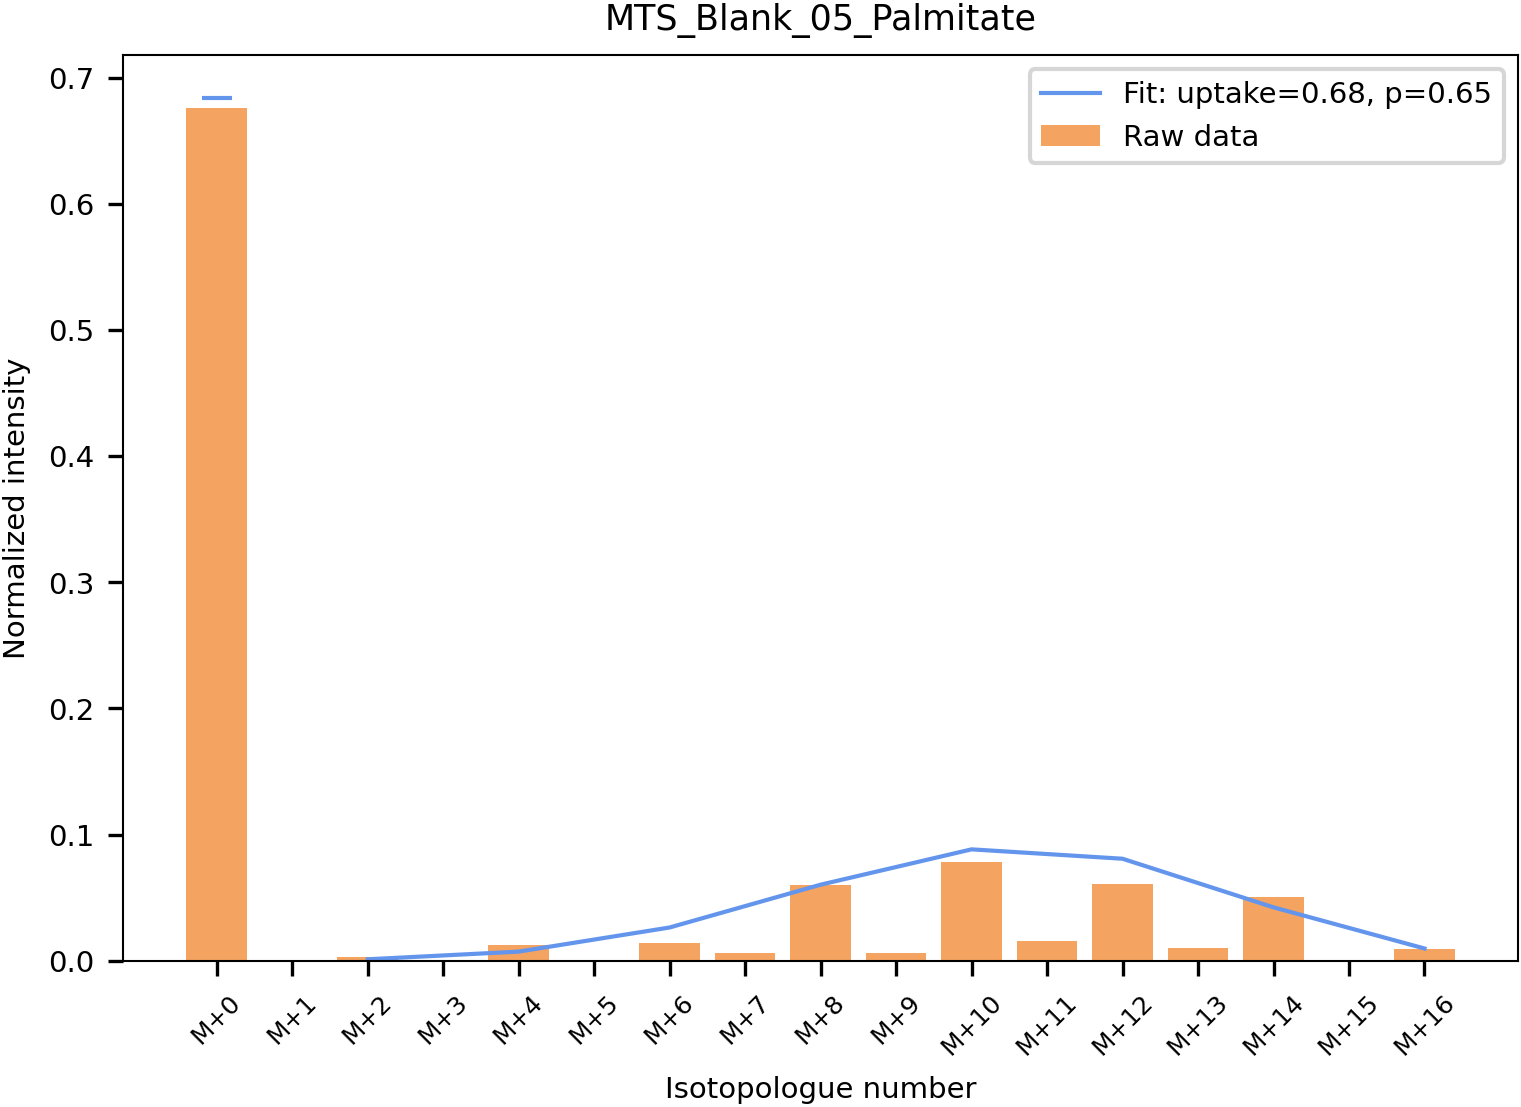 MTS_Blank_05_Palmitate
Fit: uptake=0.68, p=0.65
Raw data
Normalized intensity
0.7
0.6
0.5
0.4
0.3
0.2
0.1
0.0
M+0
M+1
M+2
M+3
M+4
M+5
M+6
M+7
M+8
M+9
M+10
M+11
M+12
M+13
M+14
M+15
M+16
Isotopologue number